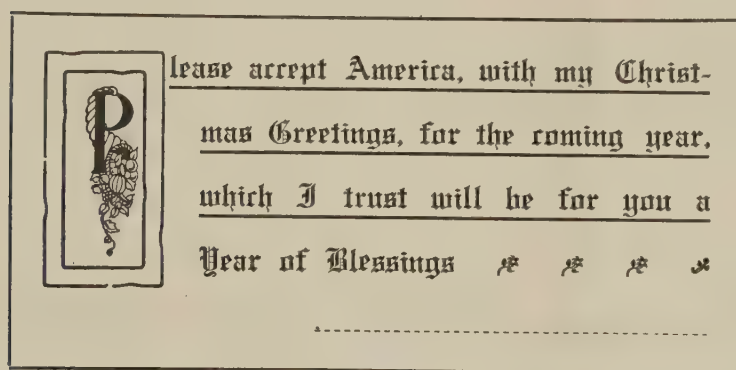 Please accept America, with my Christ-
mas Greetings, for the coming year,
which I trust will be for you a
Year of Blessings